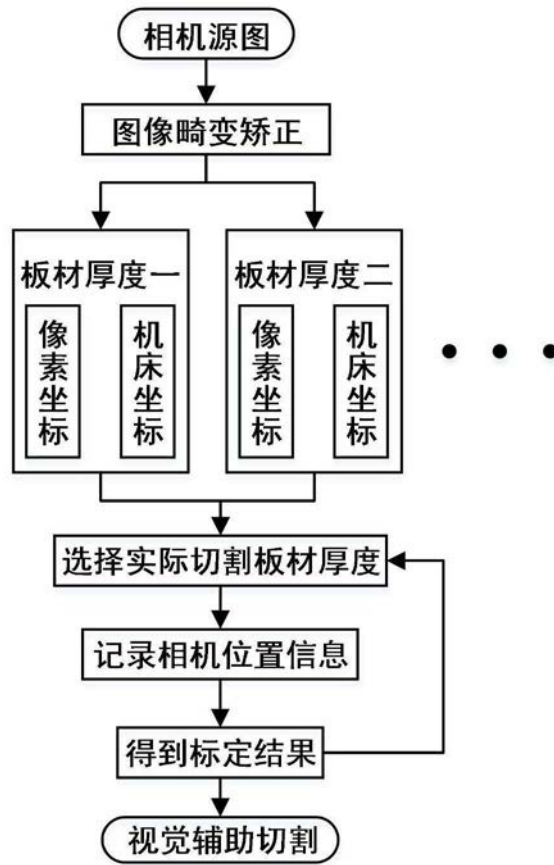 相机源图
图像畸变矫正
板材厚度一
像素坐标
机床坐标
板材厚度二
像素坐标
机床坐标
选择实际切割板材厚度
记录相机位置信息
得到标定结果
视觉辅助切割